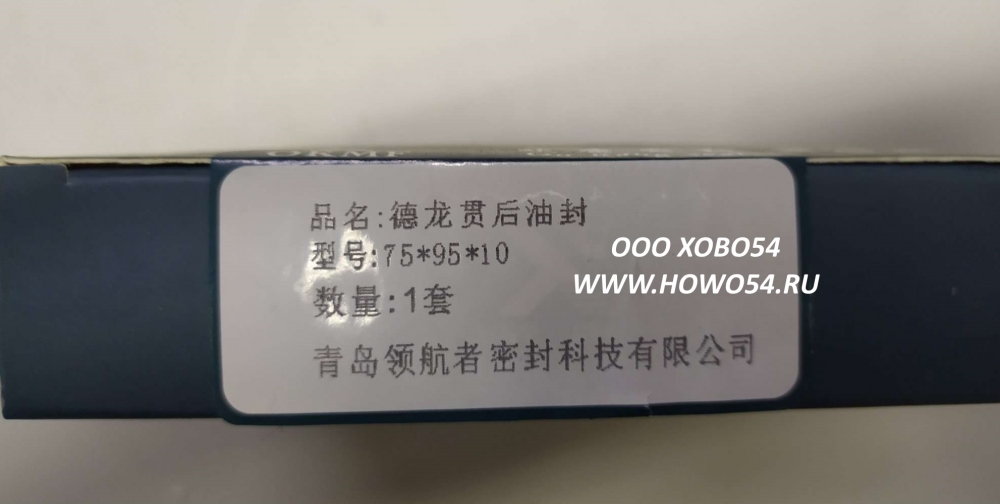 品名:德龙贯后油封
型号:75*95*10
数量:1套
青岛领航者密封科技有限公司
ООО ХОВО54
WWW.HOWO54.RU